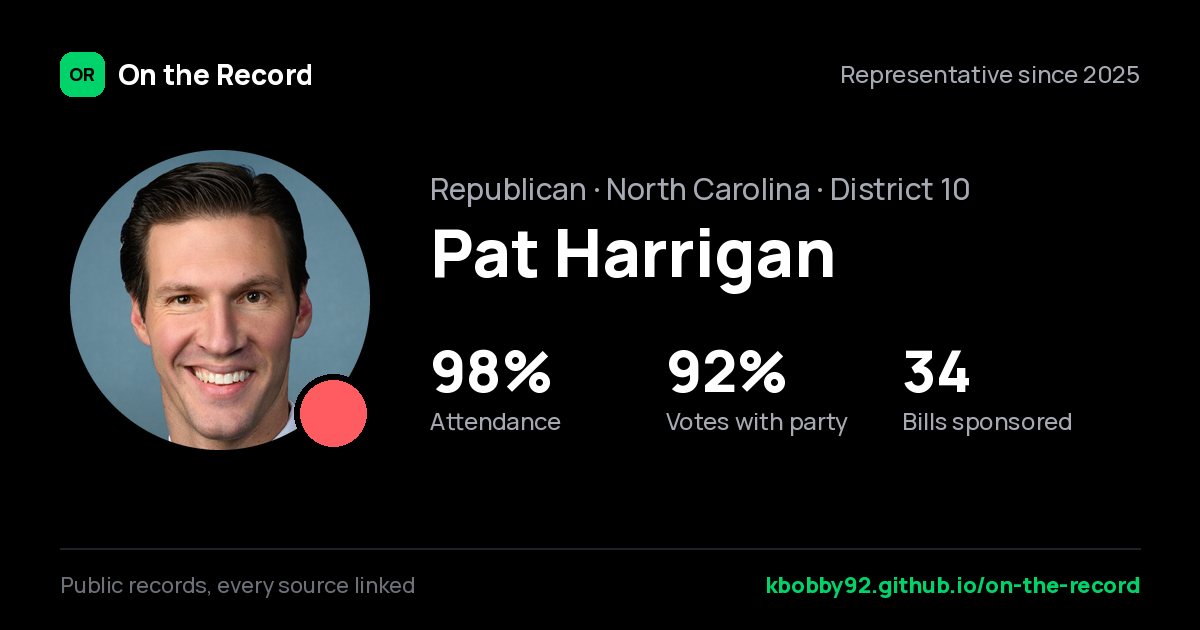 OR On the Record
Representative since 2025
Republican · North Carolina · District 10
Pat Harrigan
98% 92% 34
Attendance Votes with party Bills sponsored
Public records, every source linked
kbobby92.github.io/on-the-record